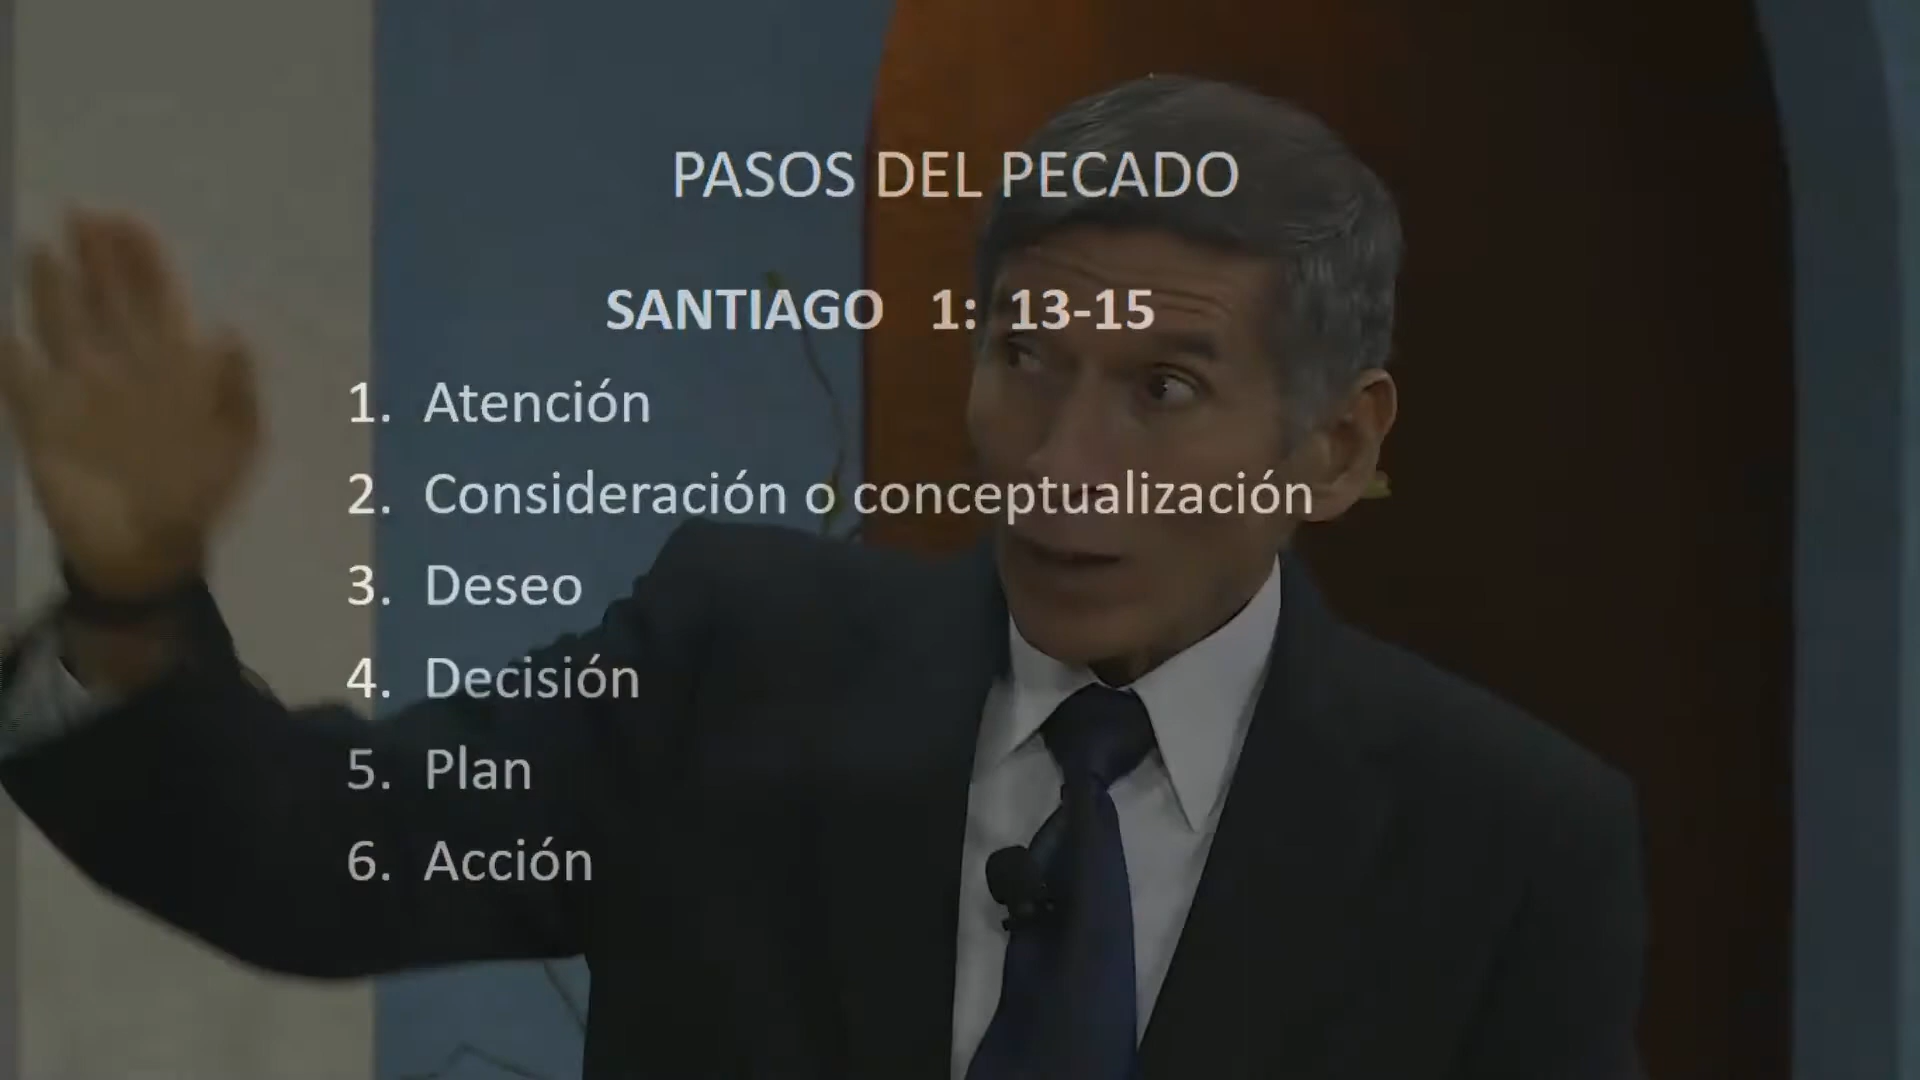 PASOS DEL PECADO
SANTIAGO 1: 13-15
1. Atención
2. Consideración o conceptualización
3. Deseo
4. Decisión
5. Plan
6. Acción